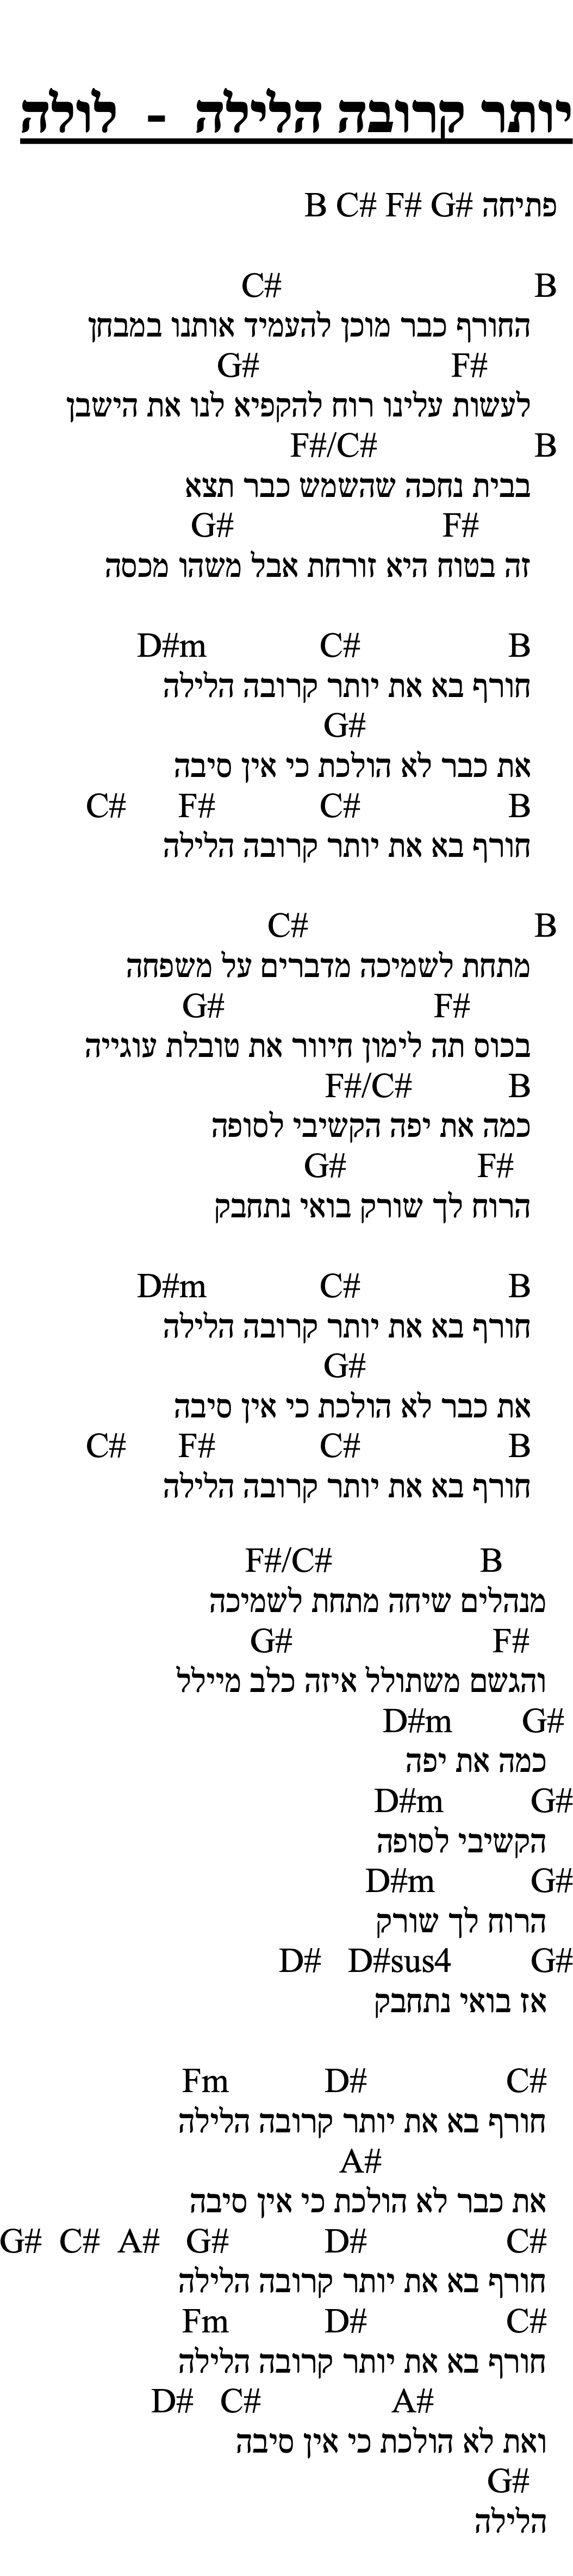 יותר קרובה הלילה - לולה
פתיחה B C# F# G#
B C#
החורף כבר מוכן להעמיד אותנו במבחן
F# G#
לעשות עלינו רוח להקפיא לנו את הישבן
B F#/C#
בבית נחכה שהשמש כבר תצא
F# G#
זה בטוח היא זורחת אבל משהו מכסה
B C# D#m
חורף בא את יותר קרובה הלילה
G#
את כבר לא הולכת כי אין סיבה
B C# F# C#
חורף בא את יותר קרובה הלילה
B C#
מתחת לשמיכה מדברים על משפחה
F# G#
בכוס תה לימון חיוור את טובלת עוגייה
B F#/C#
כמה את יפה הקשיבי לסופה
F# G#
הרוח לך שורק בואי נתחבק
B C# D#m
חורף בא את יותר קרובה הלילה
G#
את כבר לא הולכת כי אין סיבה
B C# F# C#
חורף בא את יותר קרובה הלילה
B F#/C#
מנהלים שיחה מתחת לשמיכה
F# G#
והגשם משתולל איזה כלב מיילל
G# D#m
כמה את יפה
G# D#m
הקשיבי לסופה
G# D#m
הרוח לך שורק
G# D#sus4 D#
אז בואי נתחבק
C# D# Fm
חורף בא את יותר קרובה הלילה
A#
את כבר לא הולכת כי אין סיבה
C# D# G# A# C# G#
חורף בא את יותר קרובה הלילה
C# D# Fm
חורף בא את יותר קרובה הלילה
A# C# D#
ואת לא הולכת כי אין סיבה
G#
הלילה